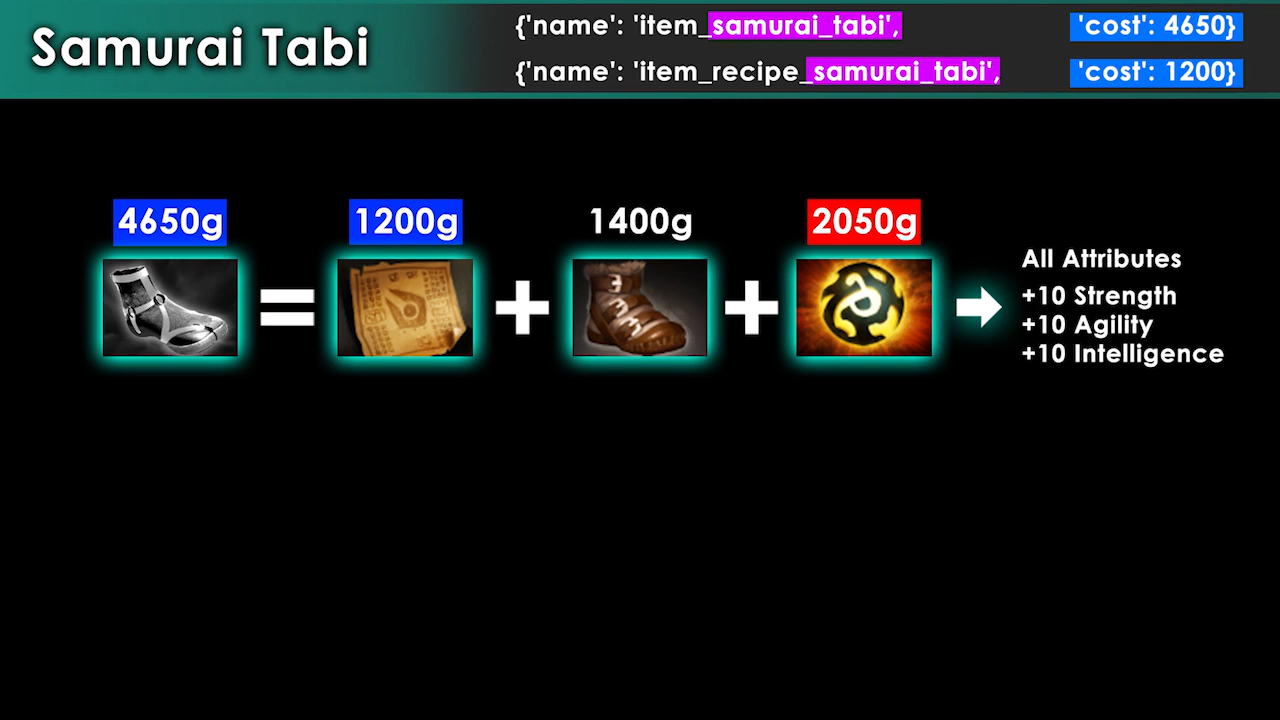 Samurai Tabi
{'name': 'item_samurai_tabi', 'cost': 4650}
{'name': 'item_recipe_samurai_tabi', 'cost': 1200}
4650g
1200g
1400g
2050g
All Attributes
+10 Strength
+10 Agility
+10 Intelligence